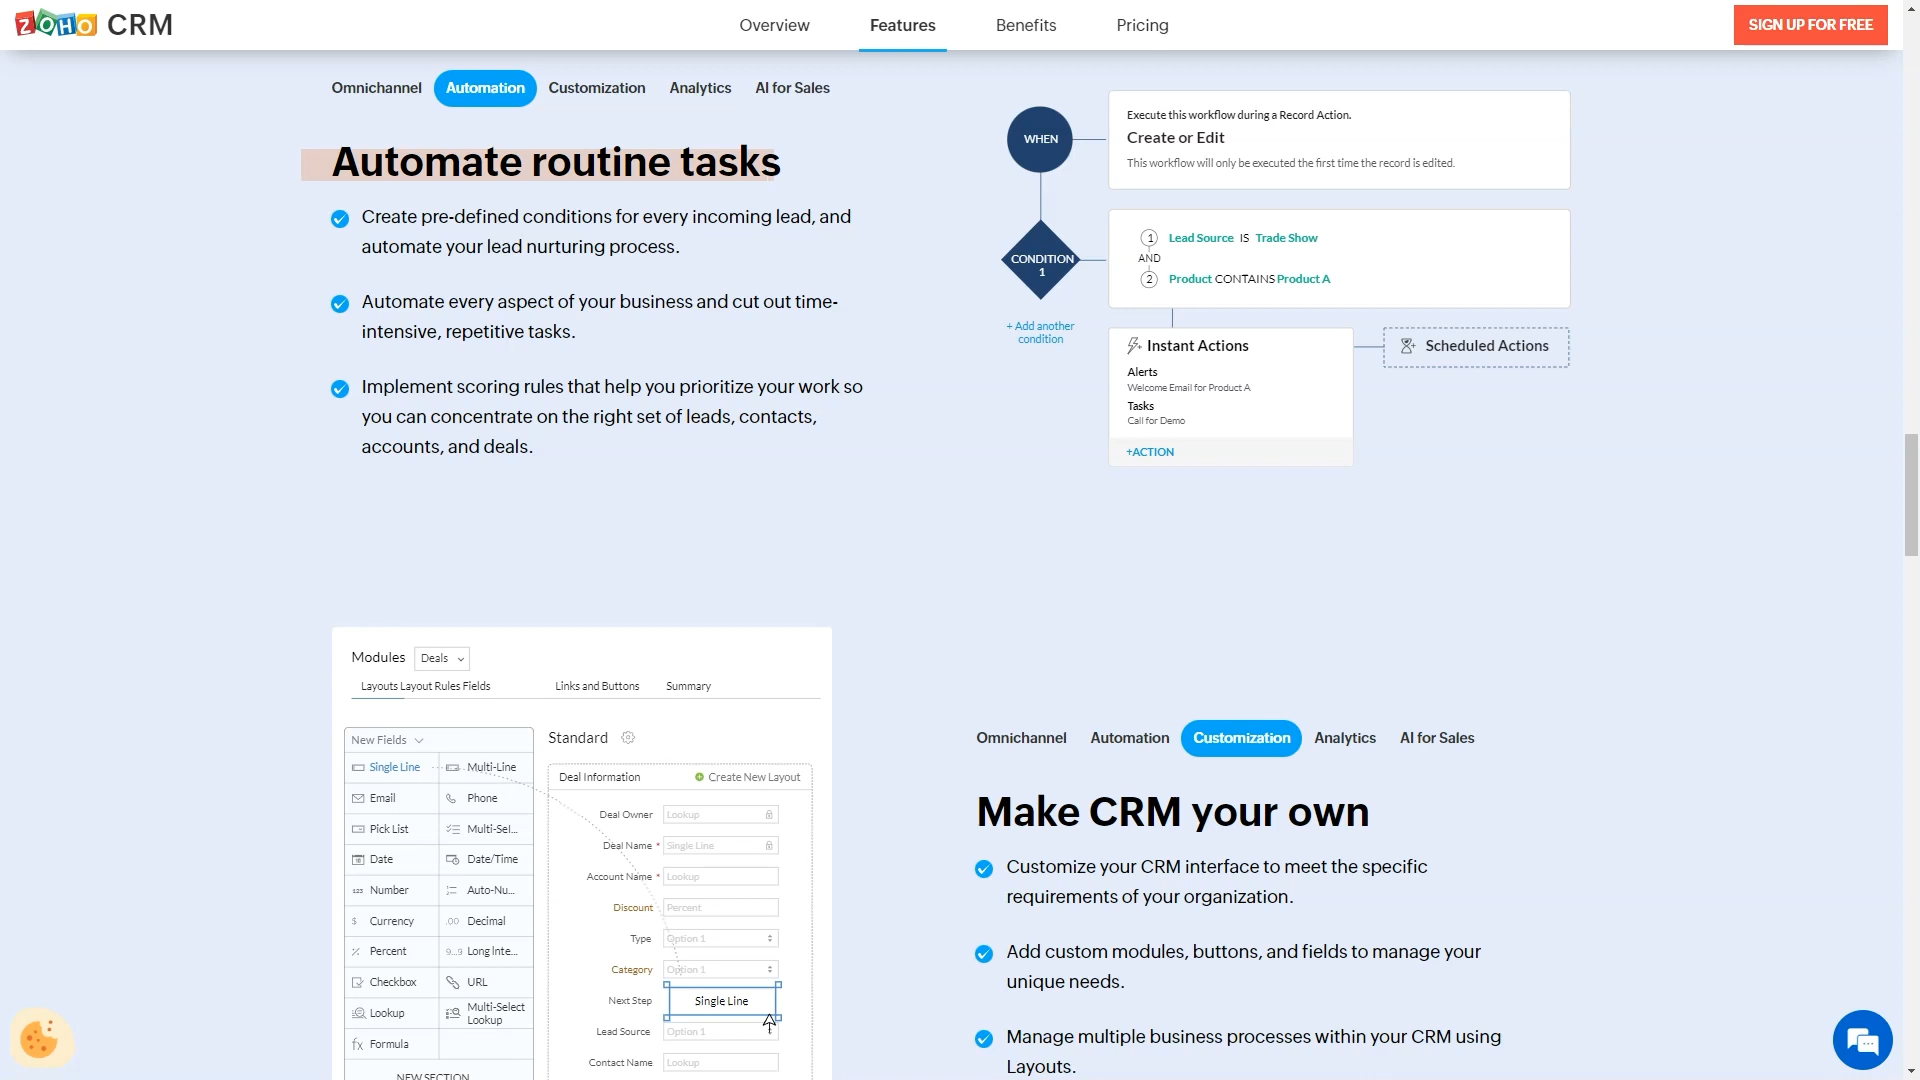 ZOHO CRM
Overview
Features
Benefits
Pricing
SIGN UP FOR FREE
Omnichannel
Automation
Customization
Analytics
AI for Sales
Automate routine tasks
Create pre-defined conditions for every incoming lead, and
automate your lead nurturing process.
Automate every aspect of your business and cut out time-
intensive, repetitive tasks.
Implement scoring rules that help you prioritize your work so
you can concentrate on the right set of leads, contacts,
accounts, and deals.
WHEN
Execute this workflow during a Record Action.
Create or Edit
This workflow will only be executed the first time the record is edited.
CONDITION
1
1 Lead Source IS Trade Show
AND
2 Product CONTAINS Product A
+ Add another
condition
Instant Actions
Alerts
Welcome Email for Product A
Tasks
Call for Demo
+ACTION
Scheduled Actions
Modules
Deals
Layouts Layout Rules Fields
Links and Buttons
Summary
New Fields
Single Line
Multi-Line
Email
Phone
Pick List
Multi-Sel...
Date
Date/Time
123 Number
Auto-Nu...
$ Currency
.00 Decimal
% Percent
9...9 Long Inte...
Checkbox
URL
Lookup
Multi-Select
Lookup
fx Formula
NEW SECTION
Standard
Deal Information
Create New Layout
Deal Owner
Lookup
Deal Name *
Single Line
Account Name *
Lookup
Discount
Percent
Type
Option 1
Category
Option 1
Next Step
Single Line
Lead Source
Option 1
Contact Name
Lookup
Omnichannel
Automation
Customization
Analytics
AI for Sales
Make CRM your own
Customize your CRM interface to meet the specific
requirements of your organization.
Add custom modules, buttons, and fields to manage your
unique needs.
Manage multiple business processes within your CRM using
Layouts.